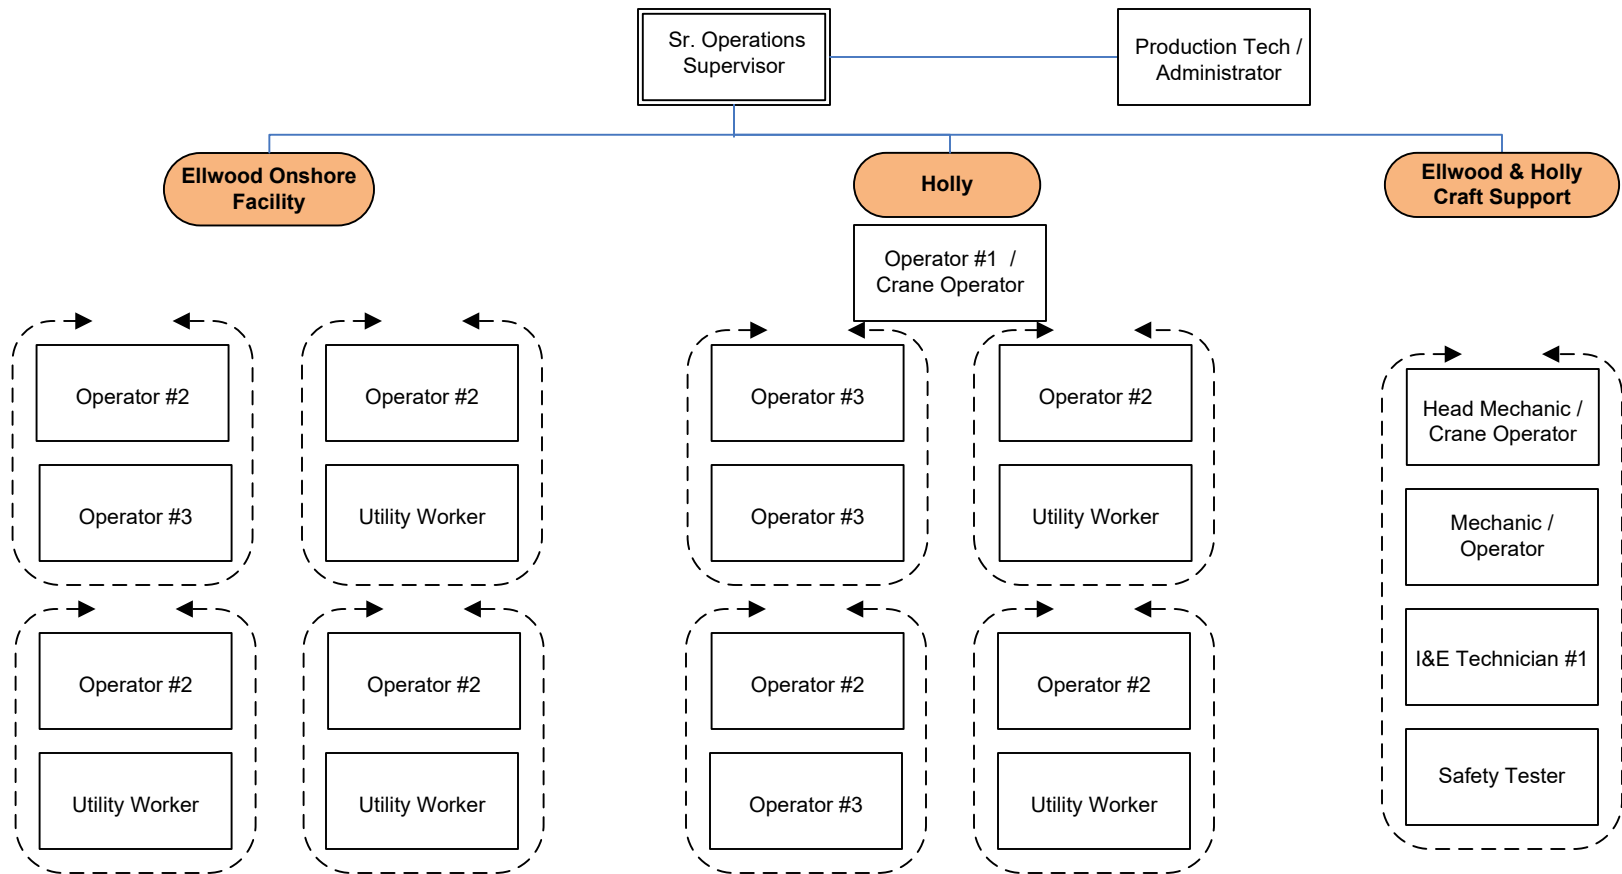 Sr. Operations
Supervisor
Production Tech /
Administrator
Ellwood Onshore
Facility
Holly
Ellwood & Holly
Craft Support
Operator #1 /
Crane Operator
Operator #2
Operator #3
Operator #2
Utility Worker
Operator #2
Utility Worker
Operator #2
Utility Worker
Operator #3
Operator #3
Operator #2
Utility Worker
Operator #2
Operator #3
Operator #2
Utility Worker
Head Mechanic /
Crane Operator
Mechanic /
Operator
I&E Technician #1
Safety Tester